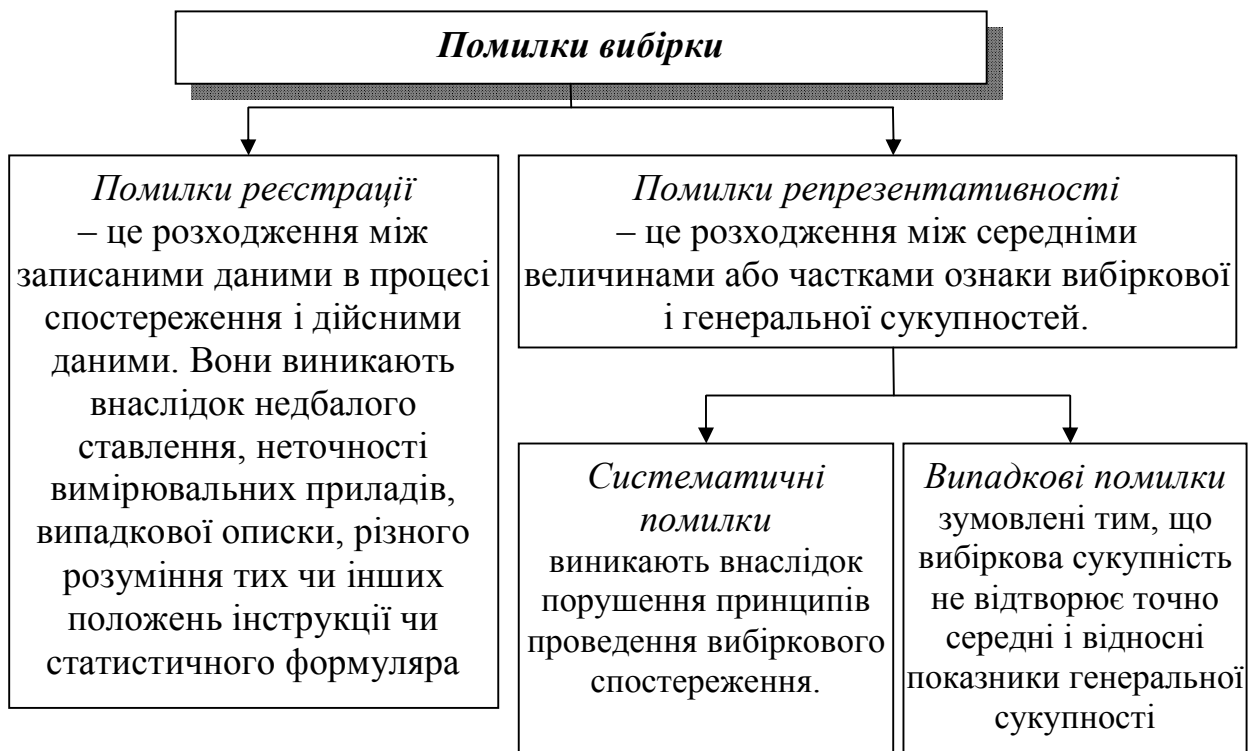 Помилки вибірки
Помилки реєстрації
– це розходження між
записаними даними в процесі
спостереження і дійсними
даними. Вони виникають
внаслідок недбалого
ставлення, неточності
вимірювальних приладів,
випадкової описки, різного
розуміння тих чи інших
положень інструкції чи
статистичного формуляра
Помилки репрезентативності
– це розходження між середніми
величинами або частками ознаки вибіркової
і генеральної сукупностей.
Систематичні
помилки
виникають внаслідок
порушення принципів
проведення вибіркового
спостереження.
Випадкові помилки
зумовлені тим, що
вибіркова сукупність
не відтворює точно
середні і відносні
показники генеральної
сукупності